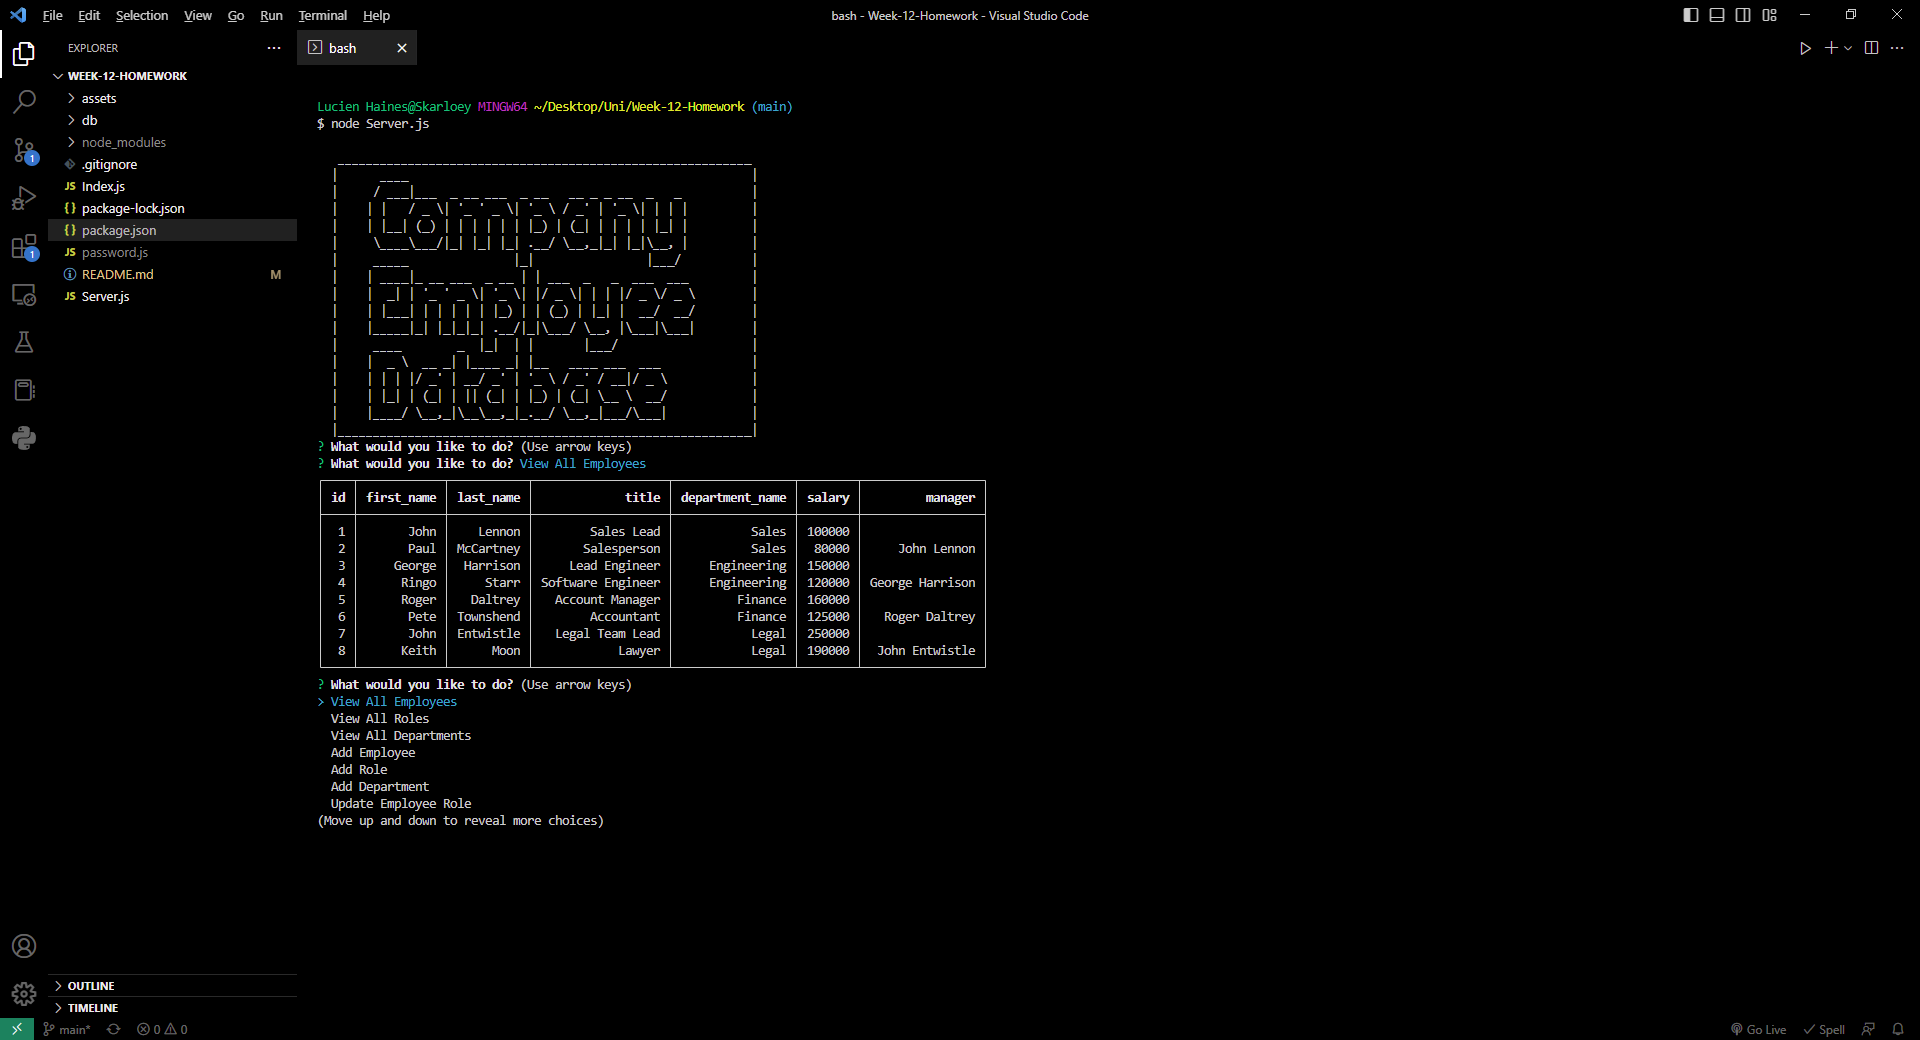 File Edit Selection View Go Run Terminal Help
bash - Week-12-Homework - Visual Studio Code
EXPLORER
bash
WEEK-12-HOMEWORK
assets
db
node_modules
.gitignore
JS Index.js
{} package-lock.json
{} package.json
JS password.js
README.md M
JS Server.js
1
1
Lucien Haines@Skarloey MINGW64 ~/Desktop/Uni/Week-12-Homework (main)
$ node Server.js
Company
Employee
Database
? What would you like to do? (Use arrow keys)
? What would you like to do? View All Employees
id first_name last_name title department_name salary manager
1 John Lennon Sales Lead Sales 100000
2 Paul McCartney Salesperson Sales 80000 John Lennon
3 George Harrison Lead Engineer Engineering 150000
4 Ringo Starr Software Engineer Engineering 120000 George Harrison
5 Roger Daltrey Account Manager Finance 160000
6 Pete Townshend Accountant Finance 125000 Roger Daltrey
7 John Entwistle Legal Team Lead Legal 250000
8 Keith Moon Lawyer Legal 190000 John Entwistle
? What would you like to do? (Use arrow keys)
> View All Employees
View All Roles
View All Departments
Add Employee
Add Role
Add Department
Update Employee Role
(Move up and down to reveal more choices)
OUTLINE
TIMELINE
main* 0 0
Go Live Spell